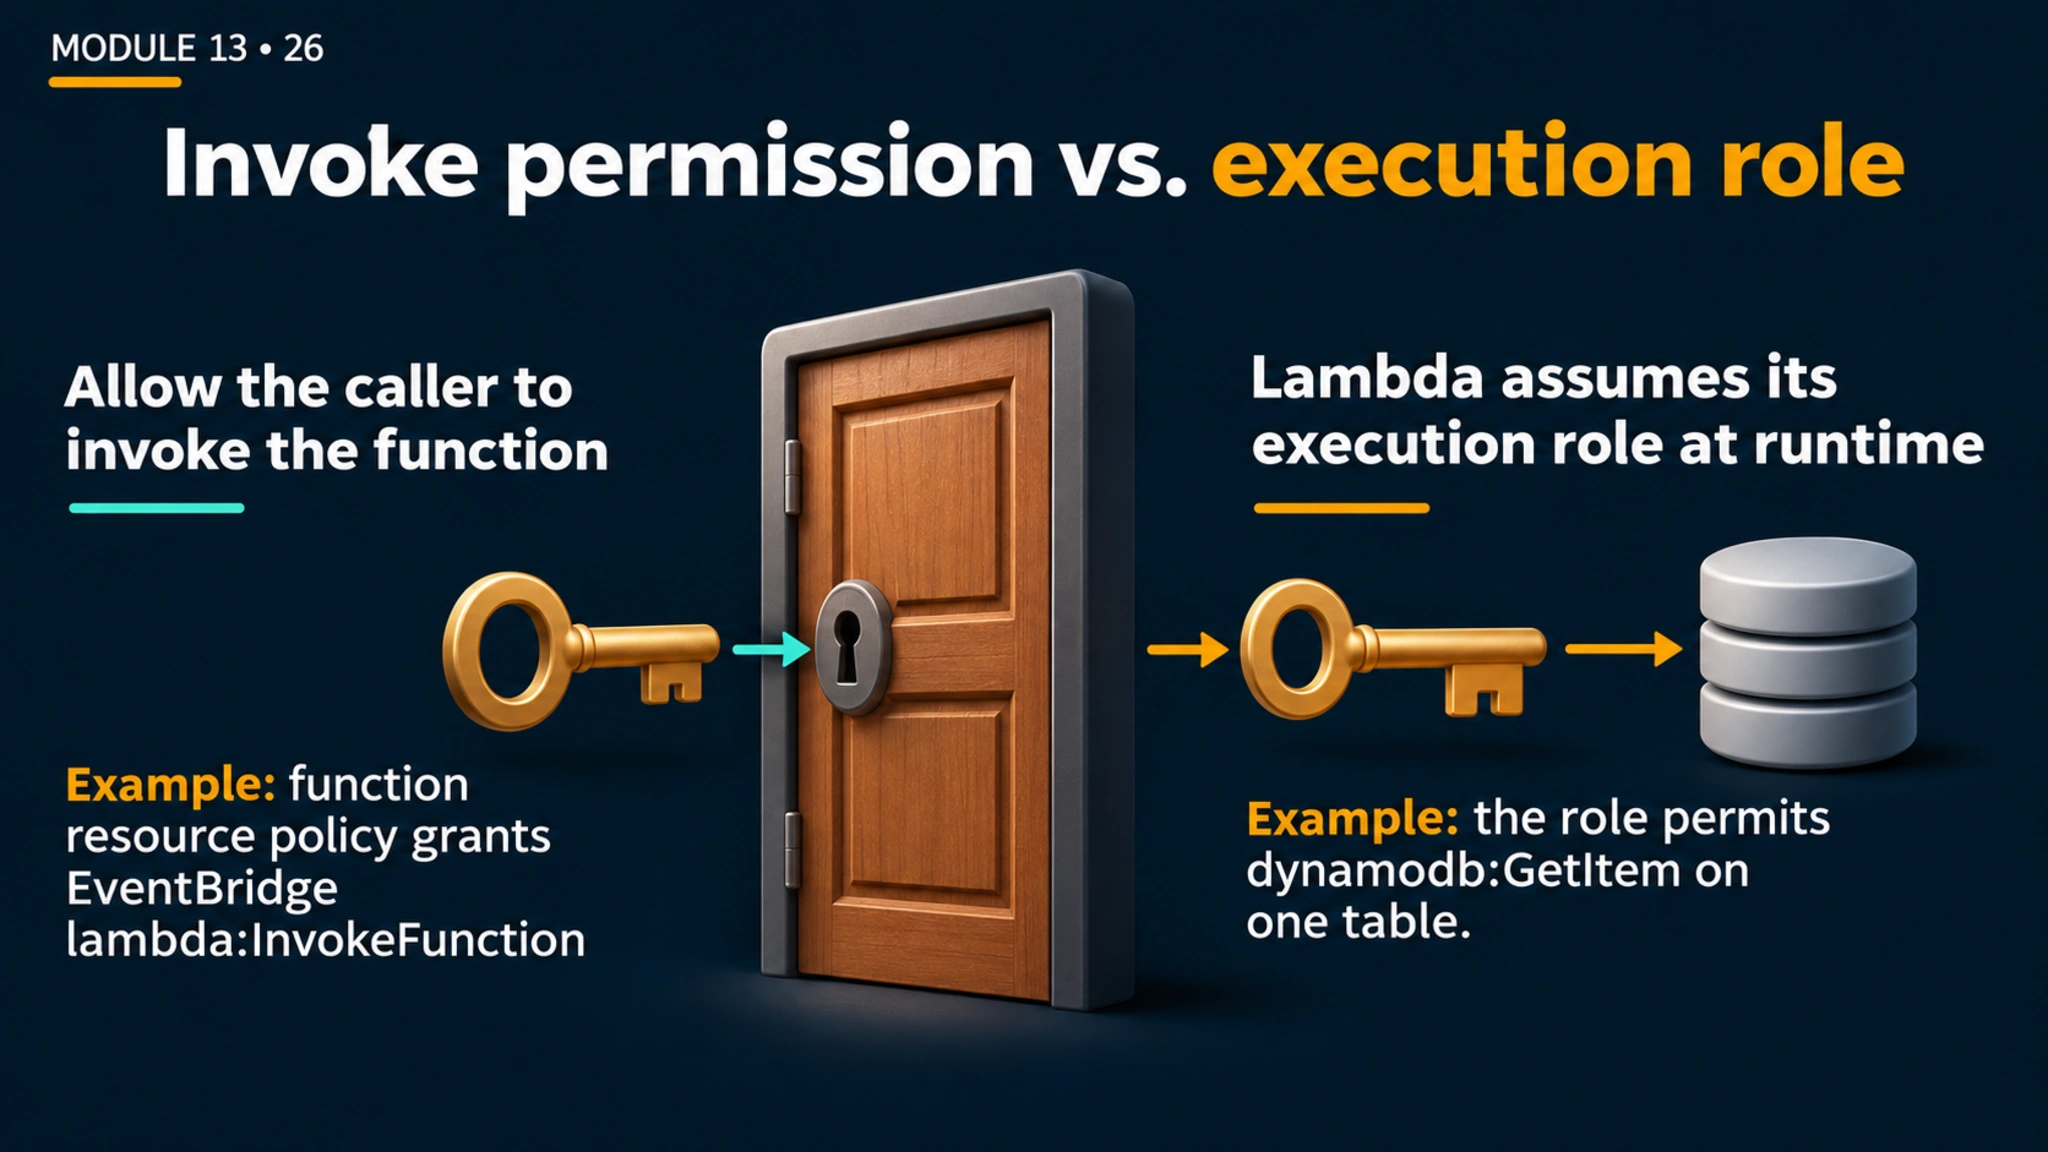 MODULE 13 • 26
Invoke permission vs. execution role
Allow the caller to
invoke the function
Example: function
resource policy grants
EventBridge
lambda:InvokeFunction
Lambda assumes its
execution role at runtime
Example: the role permits
dynamodb:GetItem on
one table.